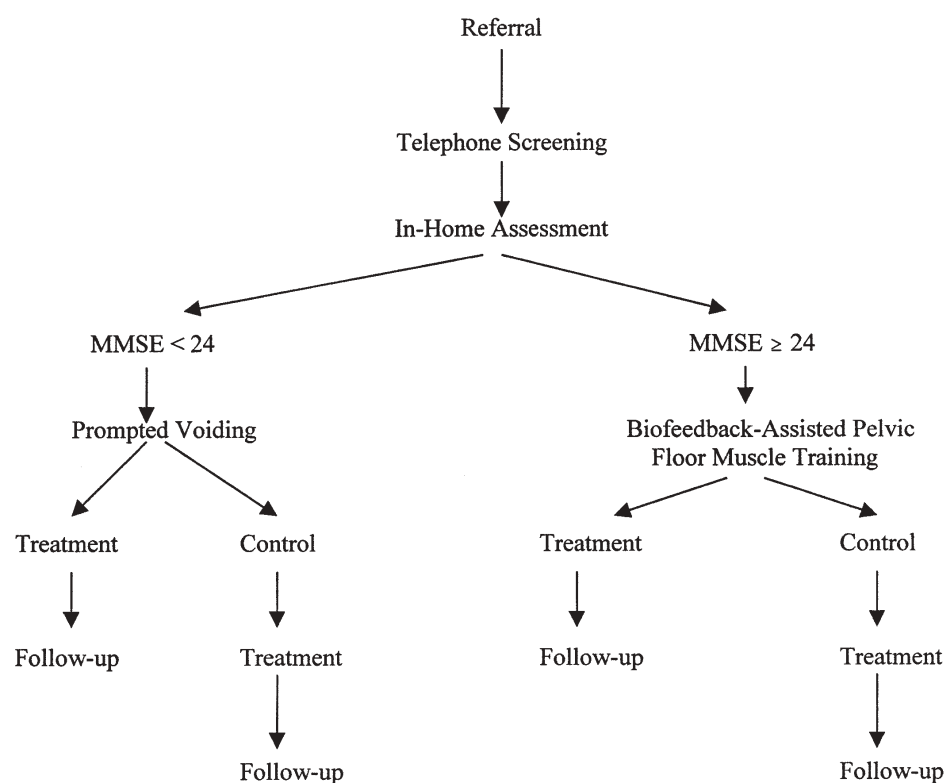 Referral
Telephone Screening
In-Home Assessment
MMSE < 24
MMSE ≥ 24
Prompted Voiding
Biofeedback-Assisted Pelvic
Floor Muscle Training
Treatment
Control
Treatment
Control
Follow-up
Treatment
Follow-up
Treatment
Follow-up
Follow-up